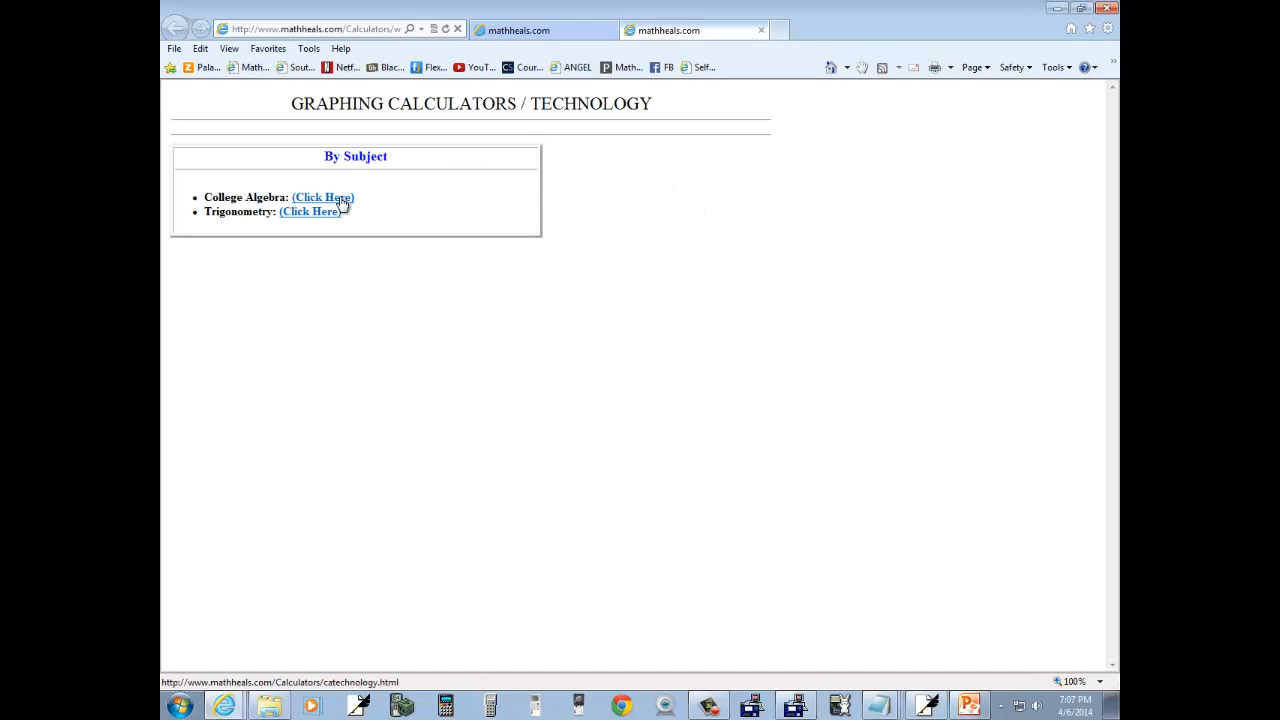 http://www.mathheals.com/Calculators/w
mathheals.com
mathheals.com
File Edit View Favorites Tools Help
Pala... Math... Sout... Netf... Blac... Flex... YouT... Cour... ANGEL Math... FB Self...
Page Safety Tools
GRAPHING CALCULATORS / TECHNOLOGY
By Subject
College Algebra: (Click Here)
Trigonometry: (Click Here)
http://www.mathheals.com/Calculators/catechnology.html
100%
7:07 PM
4/6/2014